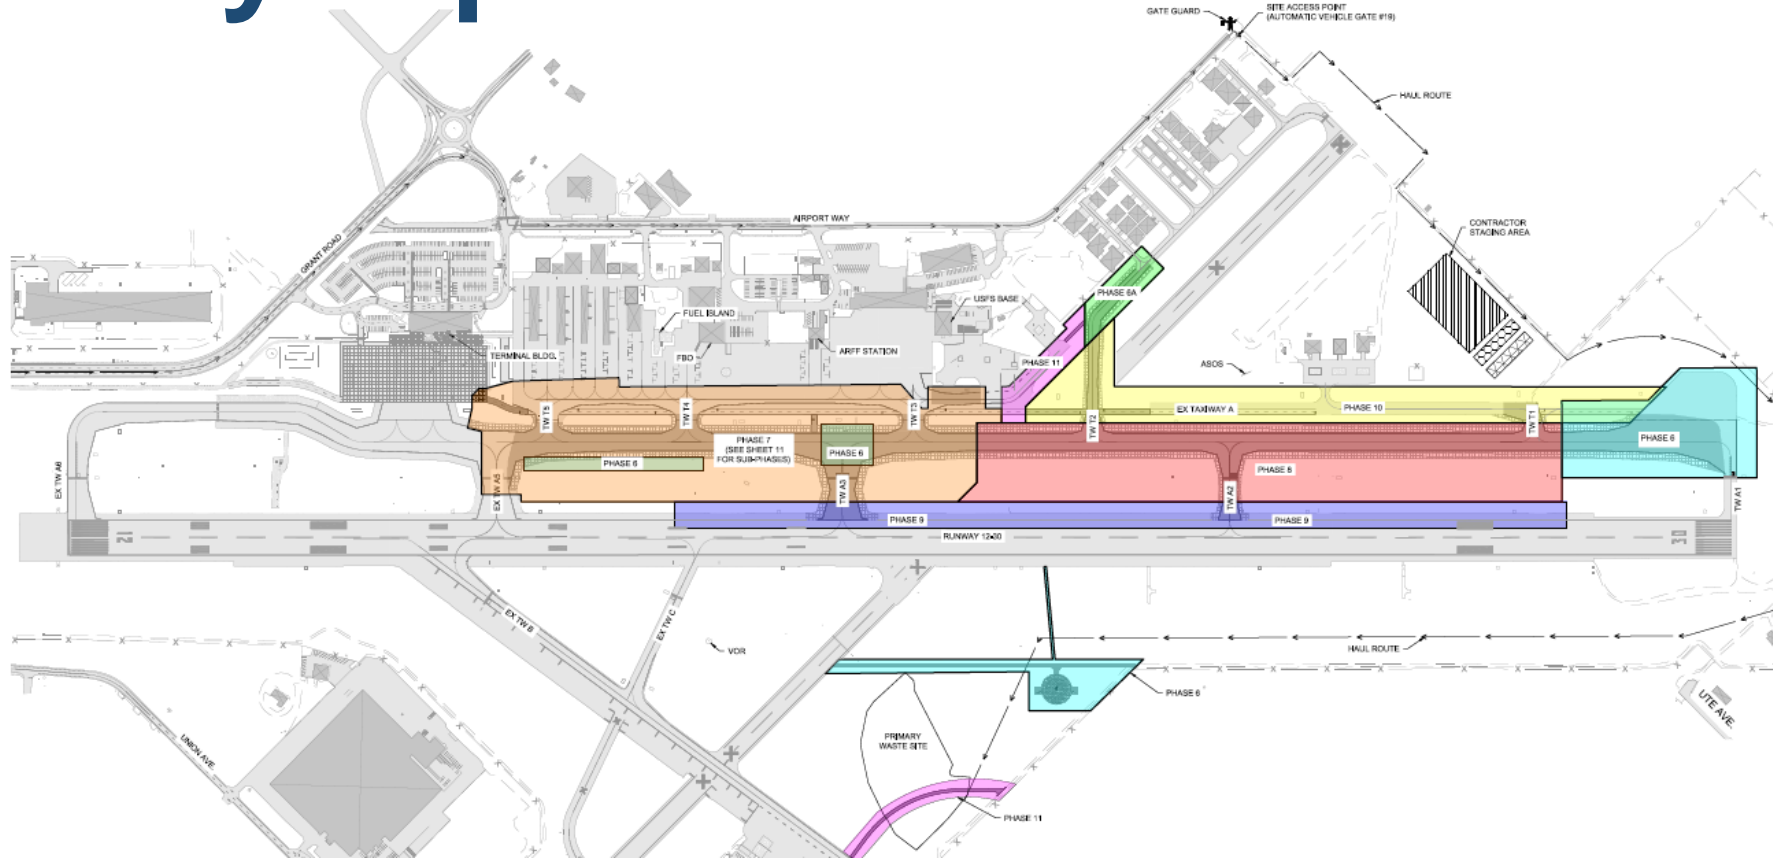 GATE GUARD
SITE ACCESS POINT
(AUTOMATIC VEHICLE GATE #19)
HAUL ROUTE
AIRPORT WAY
GRANT ROAD
CONTRACTOR
STAGING AREA
PHASE 6A
USFS BASE
FUEL ISLAND
TERMINAL BLDG.
FBO
ARFF STATION
PHASE 11
ASOS
TW T5
TW T4
TW T3
TW T2
EX TAXIWAY A
PHASE 10
TW T1
PHASE 7
(SEE SHEET 11
FOR SUB-PHASES)
PHASE 6
PHASE 6
PHASE 6
PHASE 8
EX TW A6
EX TW A5
TW A3
TW A2
TW A1
PHASE 9
PHASE 9
RUNWAY 12-30
12
30
EX TW B
EX TW C
VOR
HAUL ROUTE
PHASE 6
UTE AVE.
UNION AVE.
PRIMARY
WASTE SITE
PHASE 11